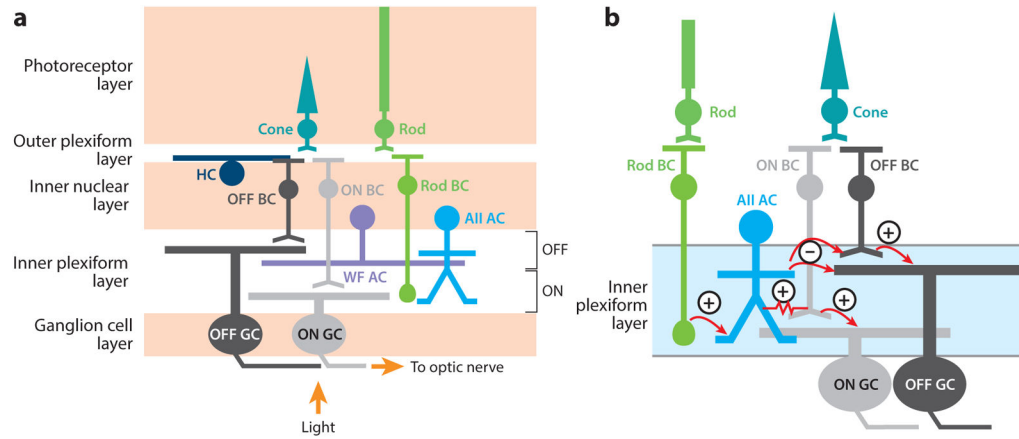 a
Photoreceptor
layer
Outer plexiform
layer
Inner nuclear
layer
Inner plexiform
layer
Ganglion cell
layer
Cone
Rod
HC
OFF BC
ON BC
Rod BC
AII AC
WF AC
OFF
ON
OFF GC
ON GC
To optic nerve
Light
b
Rod
Cone
Rod BC
ON BC
OFF BC
AII AC
+
−
+
+
+
Inner
plexiform
layer
ON GC
OFF GC